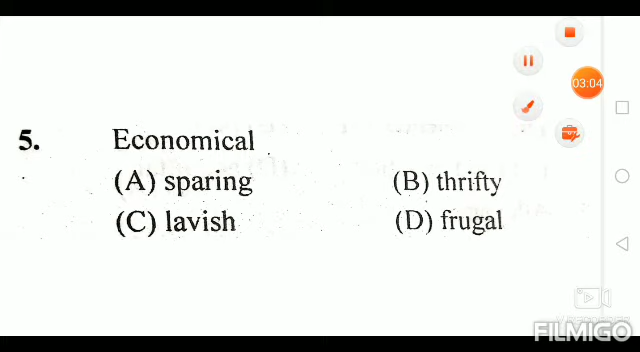 03:04
5. Economical
(A) sparing (B) thrifty
(C) lavish (D) frugal
FILMIGO